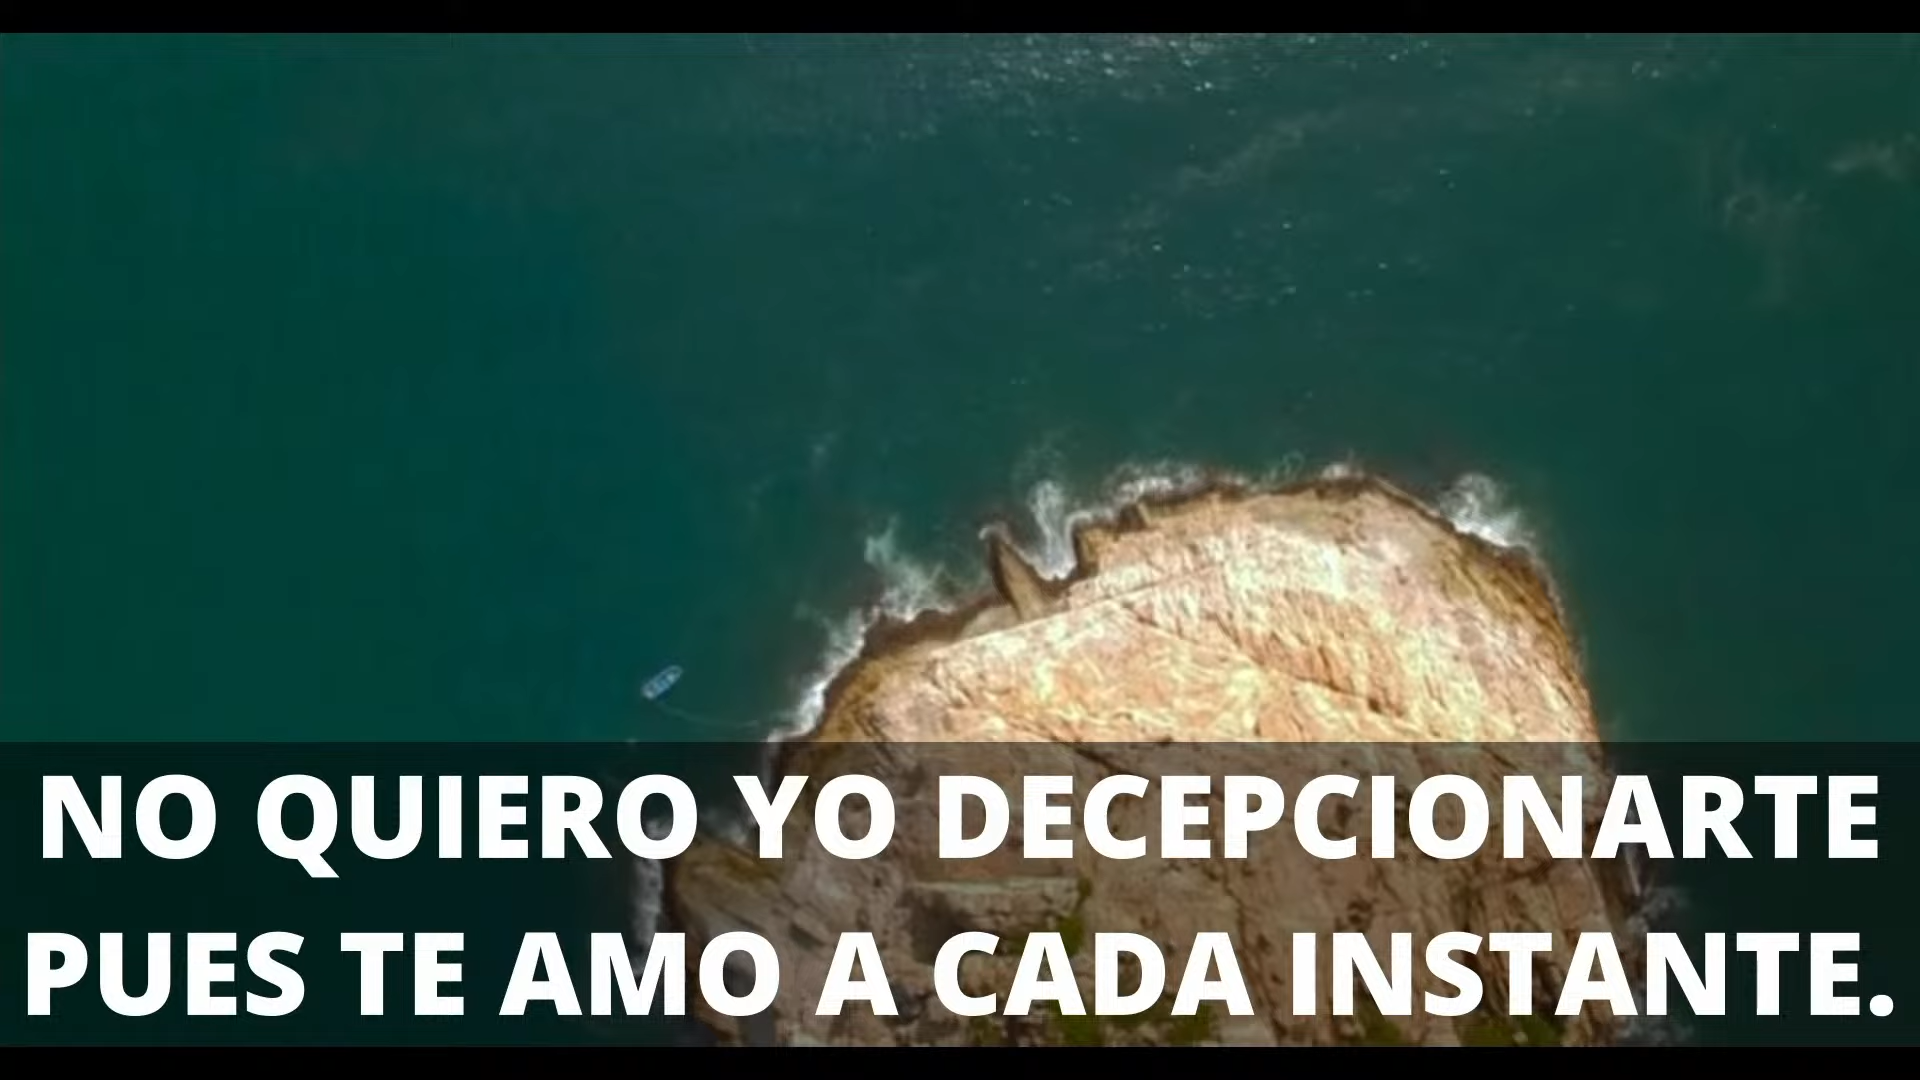 NO QUIERO YO DECEPCIONARTE
PUES TE AMO A CADA INSTANTE.